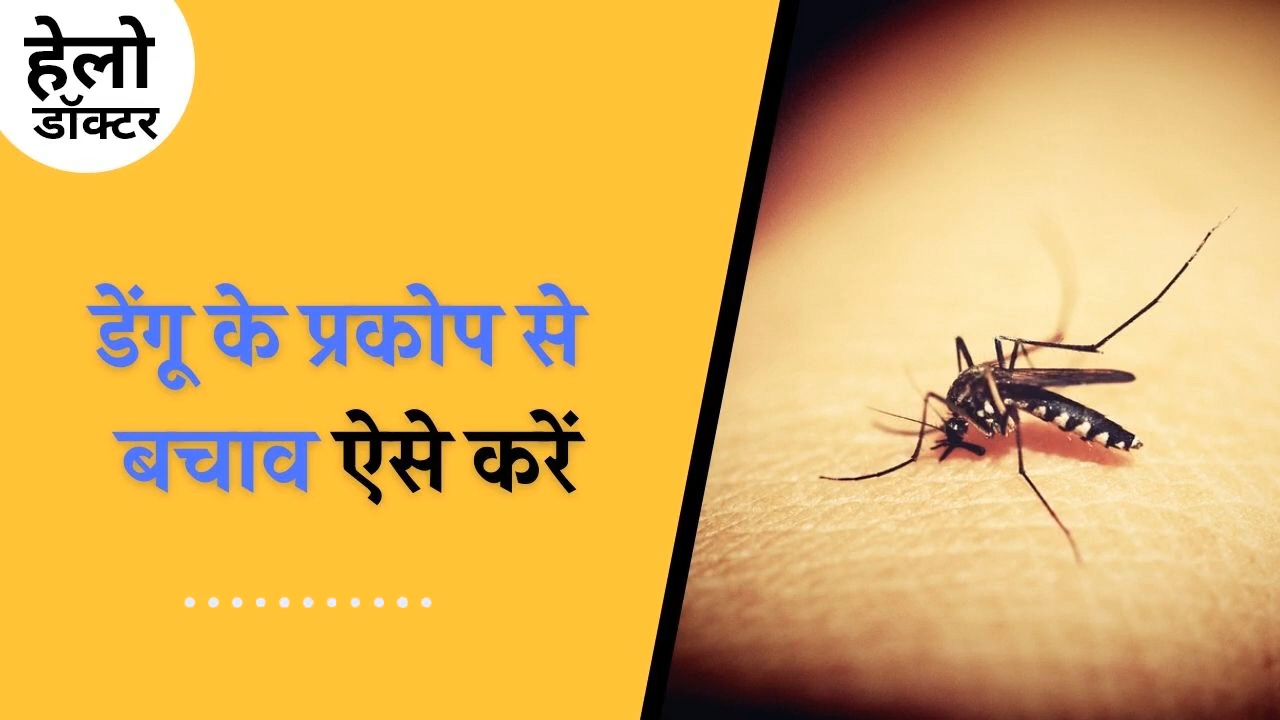 हेलो
डॉक्टर
डेंगू के प्रकोप से
बचाव ऐसे करें